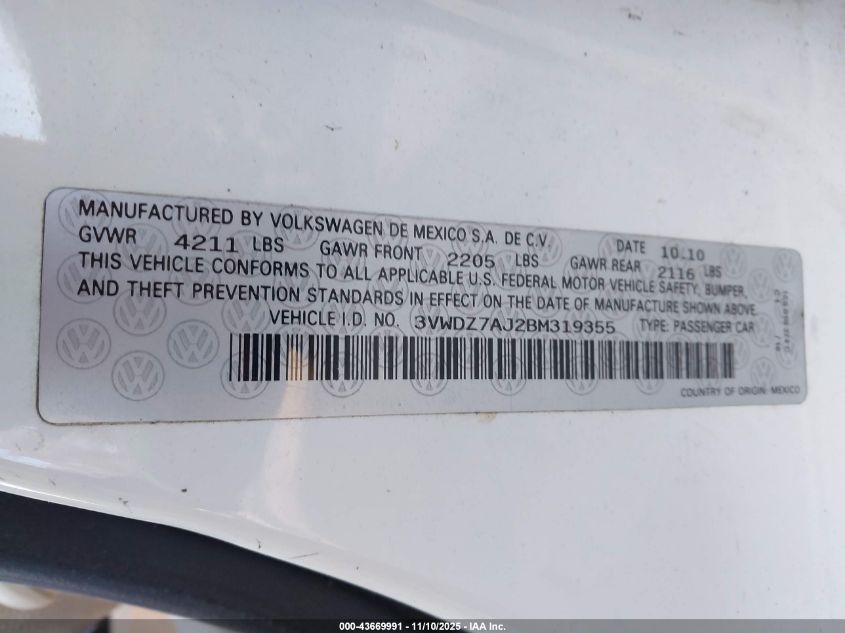 MANUFACTURED BY VOLKSWAGEN DE MEXICO S.A. DE C.V. DATE 10.10
GVWR 4211 LBS GAWR FRONT 2205 LBS GAWR REAR 2116 LBS
THIS VEHICLE CONFORMS TO ALL APPLICABLE U.S. FEDERAL MOTOR VEHICLE SAFETY, BUMPER,
AND THEFT PREVENTION STANDARDS IN EFFECT ON THE DATE OF MANUFACTURE SHOWN ABOVE.
VEHICLE I.D. NO. 3VWDZ7AJ2BM319355 TYPE: PASSENGER CAR
COUNTRY OF ORIGIN: MEXICO
000-43669991 - 11/10/2025 - IAA Inc.